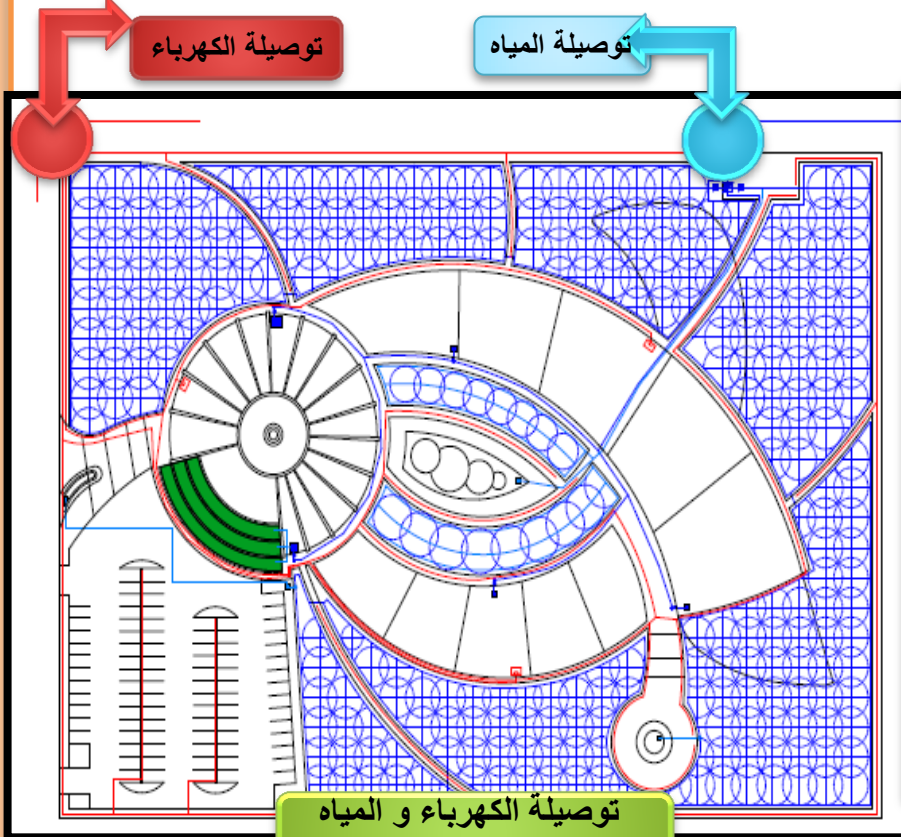 توصيلة الكهرباء
توصيلة المياه
توصيلة الكهرباء و المياه